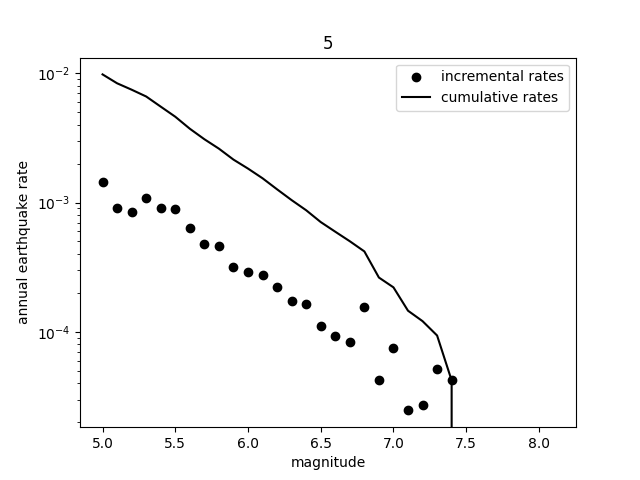 5
incremental rates
cumulative rates
10⁻²
10⁻³
10⁻⁴
annual earthquake rate
5.0 5.5 6.0 6.5 7.0 7.5 8.0
magnitude